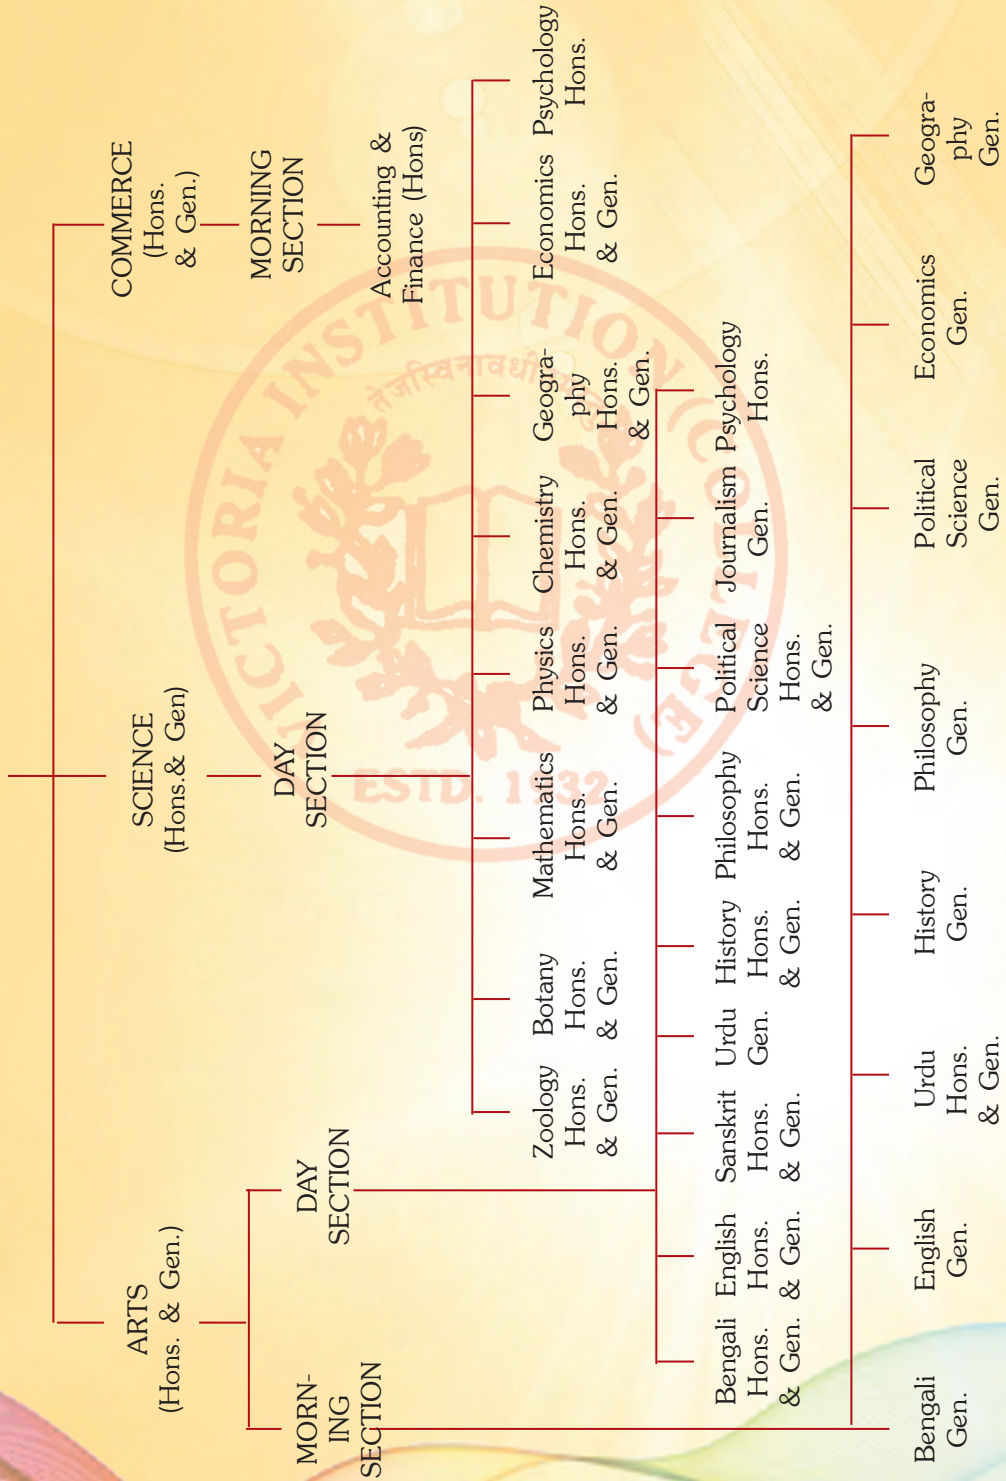 ARTS
(Hons. & Gen.)
SCIENCE
(Hons.& Gen)
COMMERCE
(Hons.
& Gen.)
MORN-
ING
SECTION
DAY
SECTION
DAY
SECTION
MORNING
SECTION
Accounting &
Finance (Hons)
Zoology
Hons.
& Gen.
Botany
Hons.
& Gen.
Mathematics
Hons.
& Gen.
Physics
Hons.
& Gen.
Chemistry
Hons.
& Gen.
Geogra-
phy
Hons.
& Gen.
Economics
Hons.
& Gen.
Psychology
Hons.
Bengali
Hons.
& Gen.
English
Hons.
& Gen.
Sanskrit
Hons.
& Gen.
Urdu
Gen.
History
Hons.
& Gen.
Philosophy
Hons.
& Gen.
Political
Science
Hons.
& Gen.
Journalism
Gen.
Psychology
Hons.
Bengali
Gen.
English
Gen.
Urdu
Hons.
& Gen.
History
Gen.
Philosophy
Gen.
Political
Science
Gen.
Economics
Gen.
Geogra-
phy
Gen.
VICTORIA INSTITUTION (COLLEGE)
ESTD. 1932